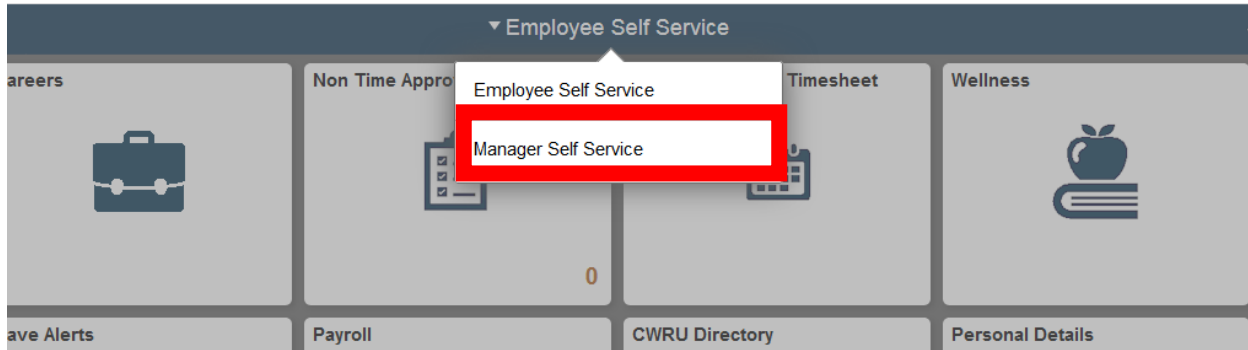 Employee Self Service
areers
Non Time Appro
Timesheet
Wellness
Employee Self Service
Manager Self Service
0
ave Alerts
Payroll
CWRU Directory
Personal Details